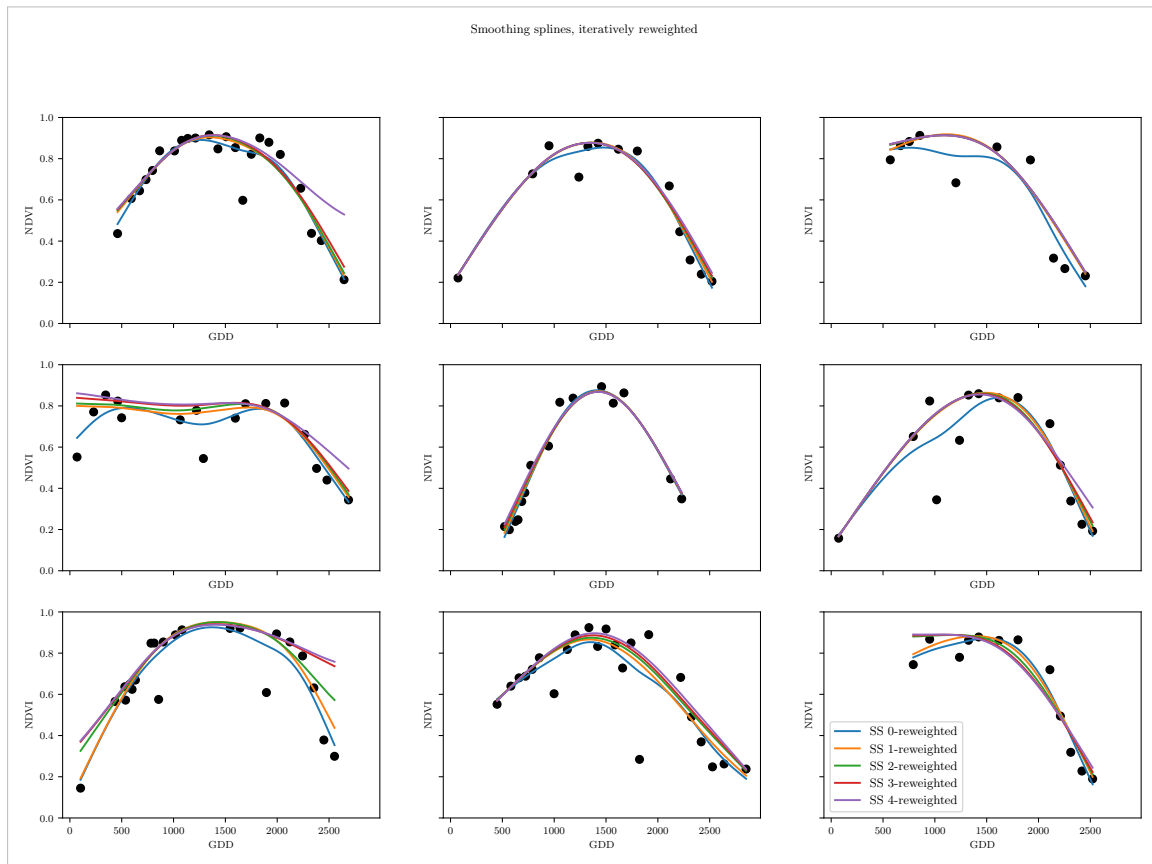 Smoothing splines, iteratively reweighted
1.0
0.8
0.6
0.4
0.2
0.0
NDVI
GDD
NDVI
GDD
NDVI
GDD
1.0
0.8
0.6
0.4
0.2
0.0
NDVI
GDD
NDVI
GDD
NDVI
GDD
1.0
0.8
0.6
0.4
0.2
0.0
NDVI
0 500 1000 1500 2000 2500
GDD
NDVI
0 500 1000 1500 2000 2500
GDD
NDVI
SS 0-reweighted
SS 1-reweighted
SS 2-reweighted
SS 3-reweighted
SS 4-reweighted
0 500 1000 1500 2000 2500
GDD